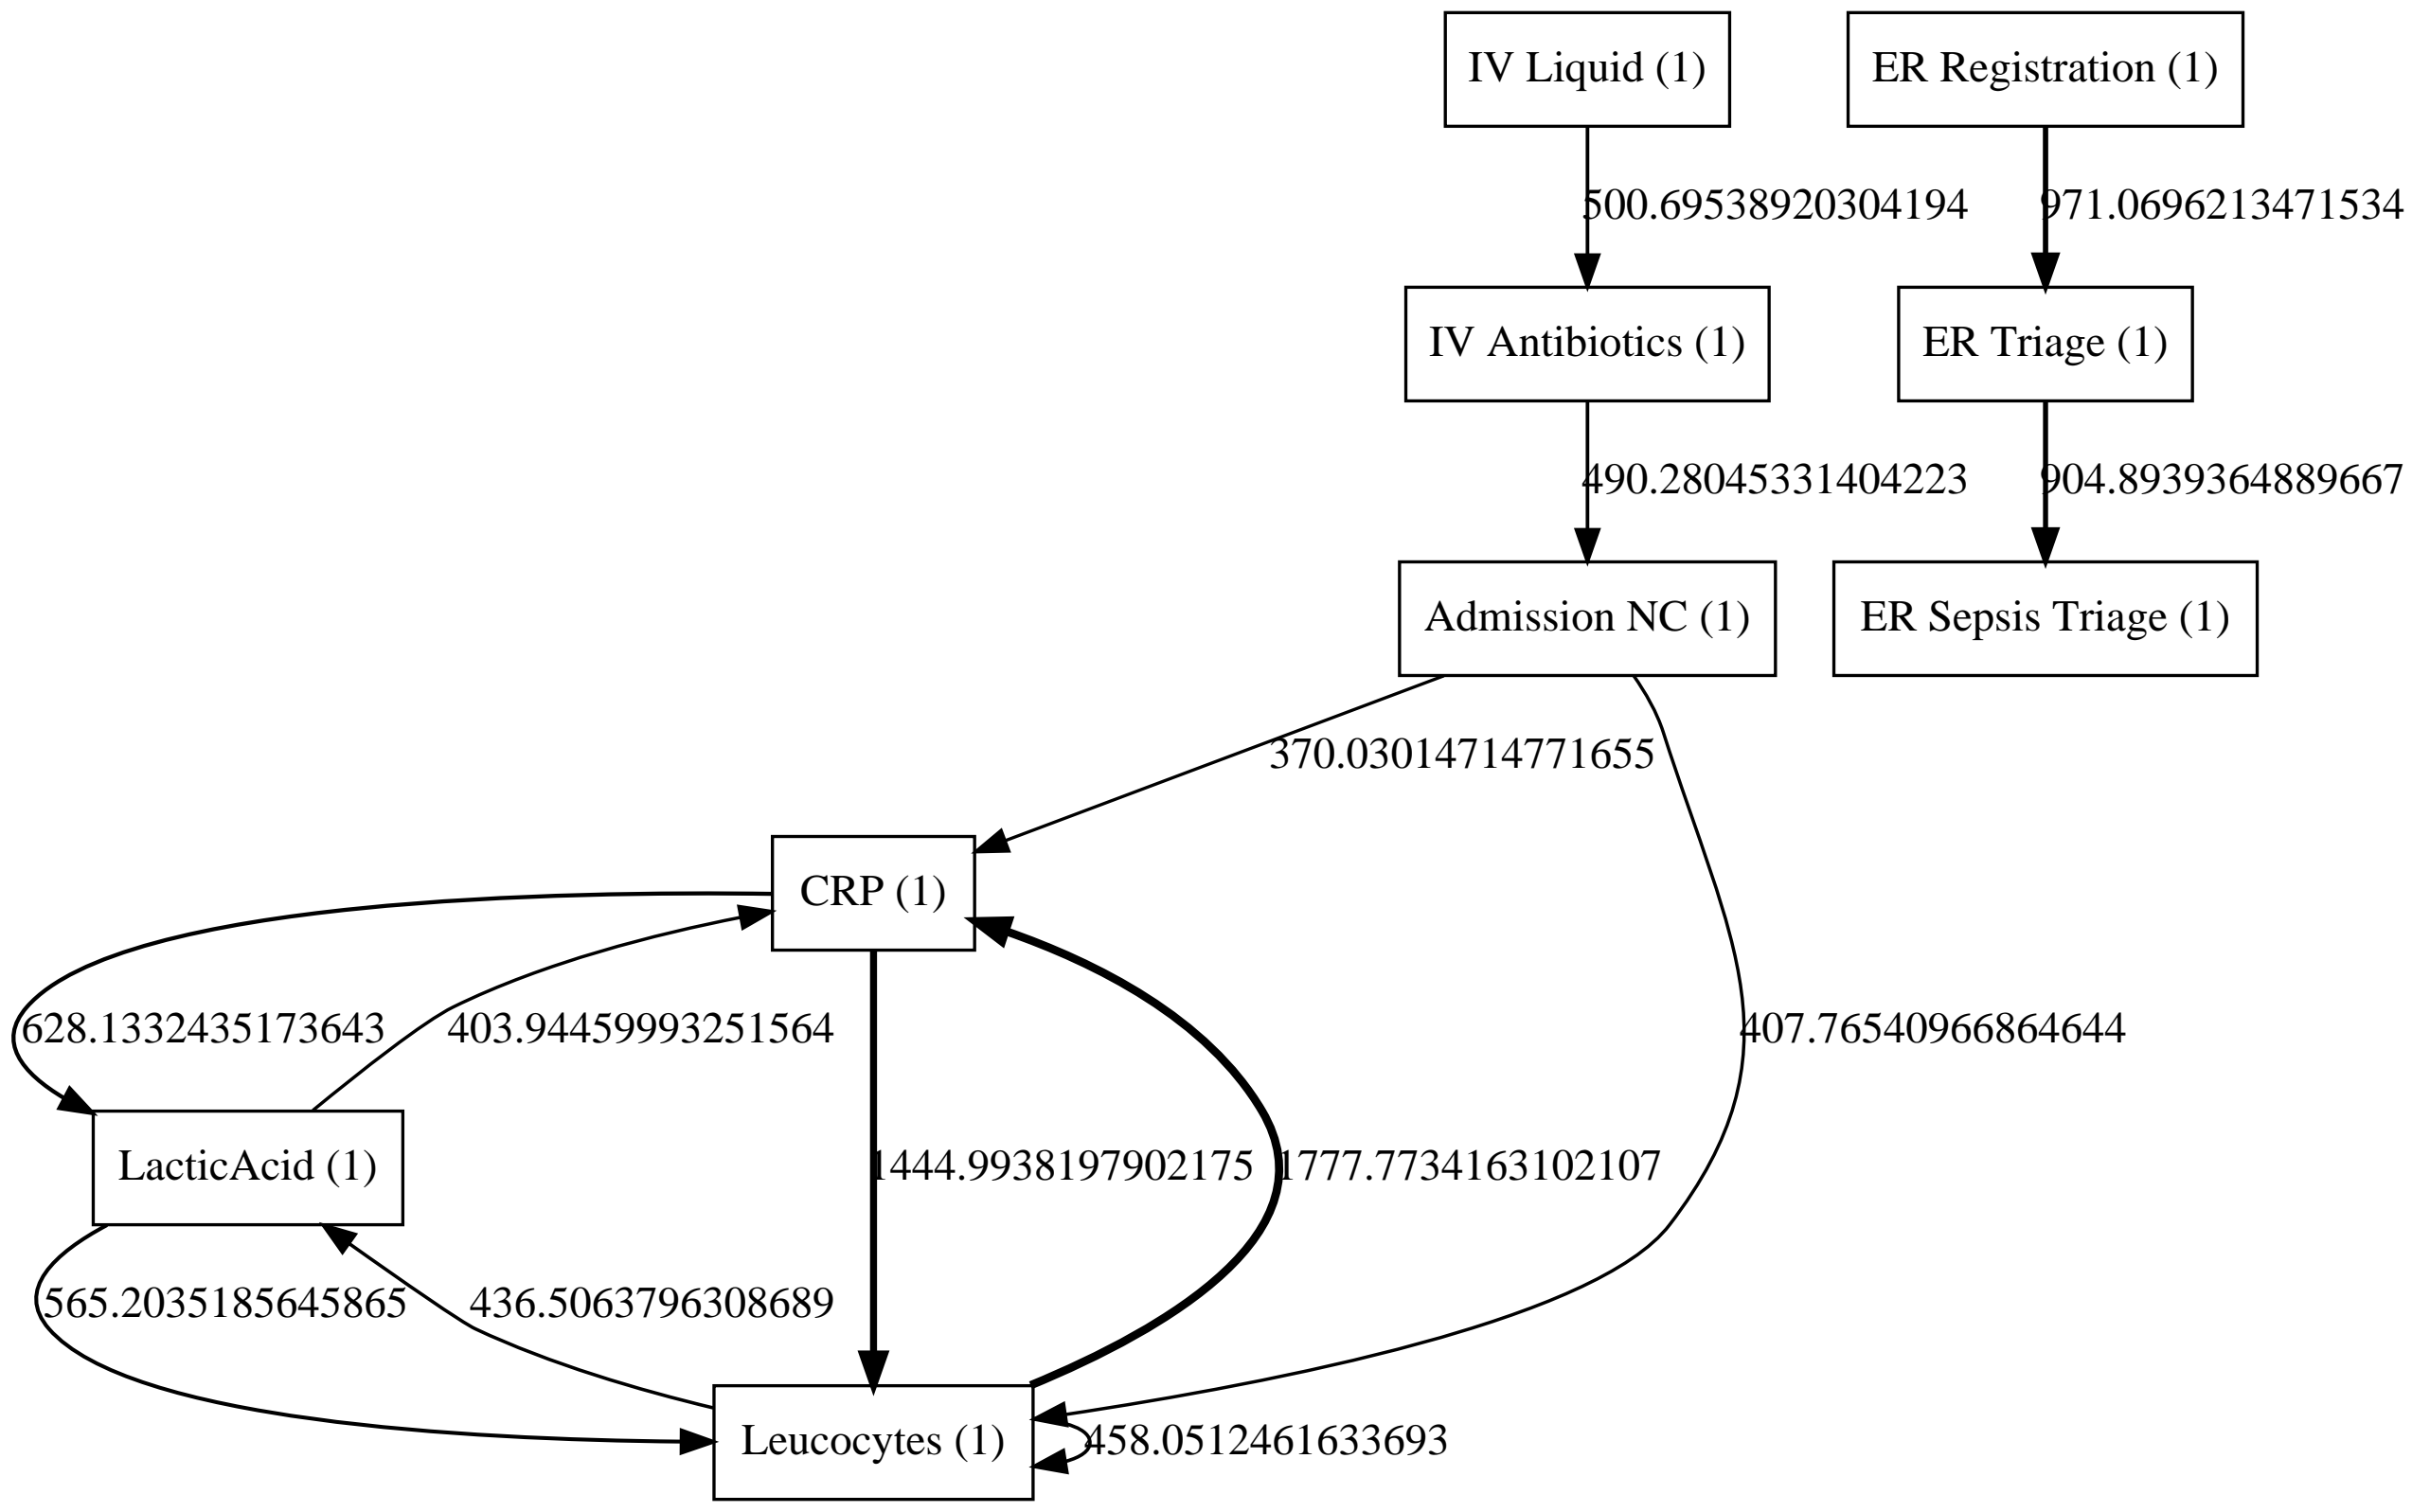 IV Liquid (1)
ER Registration (1)
500.69538920304194
971.0696213471534
IV Antibiotics (1)
ER Triage (1)
490.28045331404223
904.8939364889667
Admission NC (1)
ER Sepsis Triage (1)
370.03014714771655
CRP (1)
628.1332435173643
403.94459993251564
407.76540966864644
LacticAcid (1)
1444.9938197902175
1777.7734163102107
565.2035185645865
436.5063796308689
Leucocytes (1)
458.0512461633693